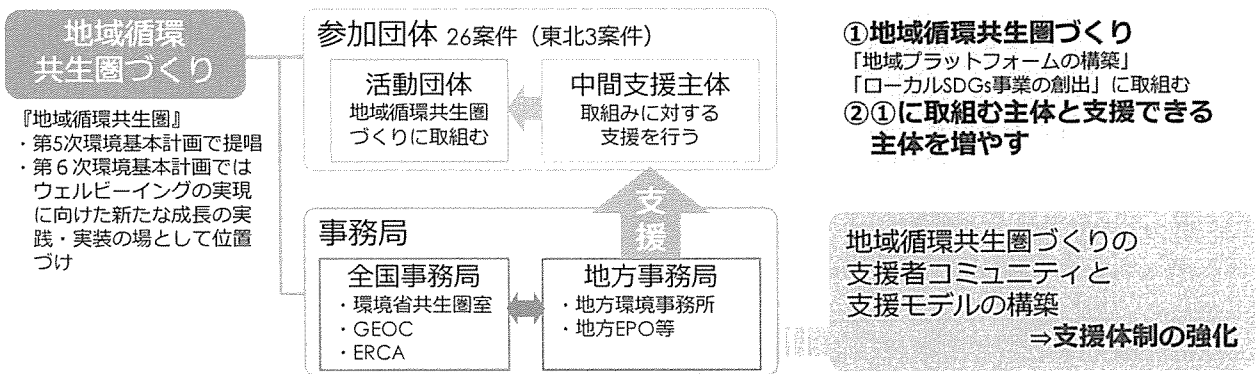 地域循環
共生圏づくり
『地域循環共生圏』
・第5次環境基本計画で提唱
・第６次環境基本計画では
ウェルビーイングの実現
に向けた新たな成長の実
践・実装の場として位置
づけ
参加団体 26案件（東北3案件）
活動団体
地域循環共生圏
づくりに取組む
中間支援主体
取組みに対する
支援を行う
支
援
事務局
全国事務局
・環境省共生圏室
・GEOC
・ERCA
地方事務局
・地方環境事務所
・地方EPO等
①地域循環共生圏づくり
「地域プラットフォームの構築」
「ローカルSDGs事業の創出」に取組む
②①に取組む主体と支援できる
主体を増やす
地域循環共生圏づくりの
支援者コミュニティと
支援モデルの構築
⇒支援体制の強化